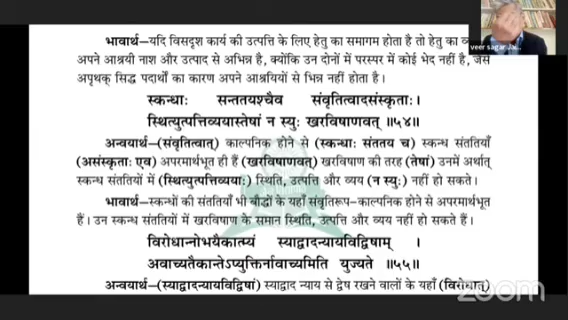 भावार्थ–यदि विसदृश कार्य की उत्पत्ति के लिए हेतु का समागम होता है तो हेतु का
अपने आश्रयी नाश और उत्पाद से अभिन्न है, क्योंकि उन दोनों में परस्पर में कोई भेद नहीं है, जैसे
अपृथक् सिद्ध पदार्थों का कारण अपने आश्रयियों से भिन्न नहीं होता है।
स्कन्धाः सन्ततयश्चैव संवृतित्वादसंस्कृताः।
स्थित्युत्पत्तिव्ययास्तेषां न स्युः खरविषाणवत् ॥५४॥
अन्वयार्थ–(संवृतित्वात्) काल्पनिक होने से (स्कन्धाः संततय च) स्कन्ध संततियाँ
(असंस्कृताः एव) अपरमार्थभूत ही हैं (खरविषाणवत्) खरविषाण की तरह (तेषां) उनमें अर्थात्
स्कन्ध संततियों में (स्थित्युत्पत्तिव्ययाः) स्थिति, उत्पत्ति और व्यय (न स्युः) नहीं हो सकते।
भावार्थ–स्कन्धों की संततियाँ भी बौद्धों के यहाँ संवृतिरूप–काल्पनिक होने से अपरमार्थभूत
हैं। उन स्कन्ध संततियों में खरविषाण के समान स्थिति, उत्पत्ति और व्यय नहीं हो सकते हैं।
विरोधान्नोभयैकात्म्यं स्याद्वादन्यायविद्विषाम् ।
अवाच्यतैकान्तेऽप्युक्तिर्नावाच्यमिति युज्यते ॥५५॥
अन्वयार्थ–(स्याद्वादन्यायविद्विषां) स्याद्वाद न्याय से द्वेष रखने वालों के यहाँ (विरोधात्)
veer sagar
zoom